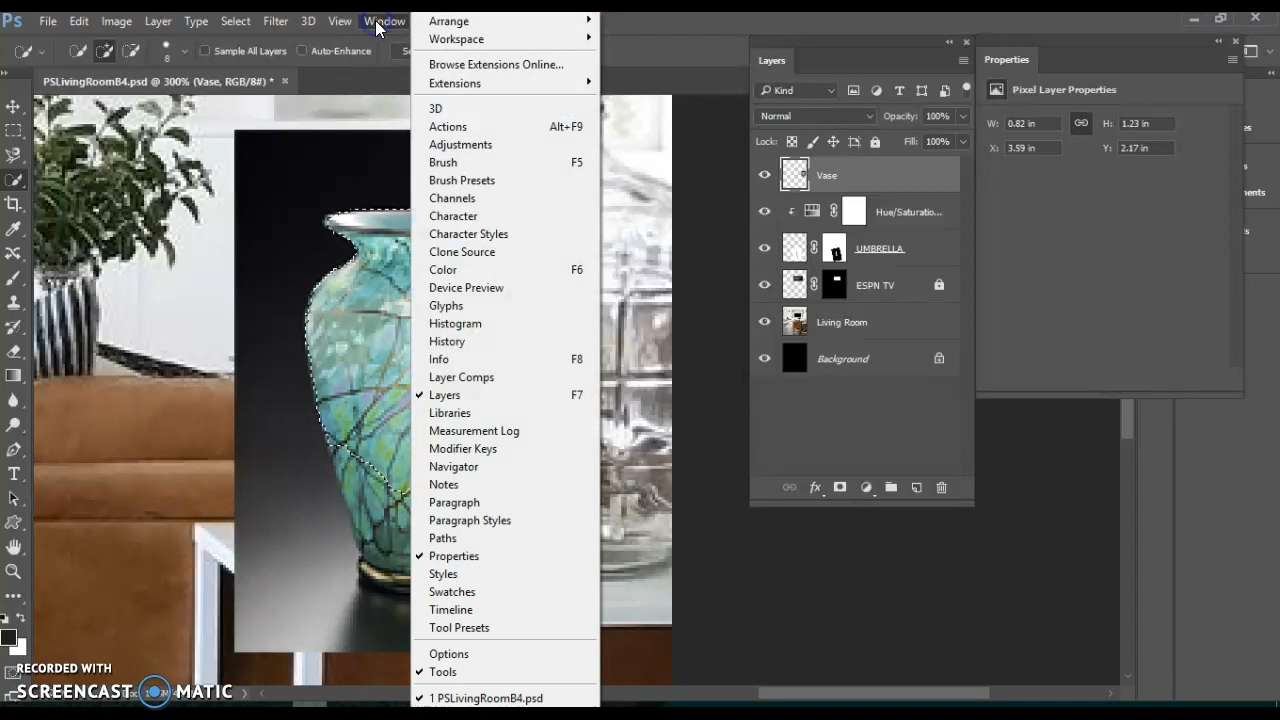 Ps File Edit Image Layer Type Select Filter 3D View Window
8 Sample All Layers Auto-Enhance
PSLivingRoomB4.psd @ 300% (Vase, RGB/8#) * ×
Arrange
Workspace
Browse Extensions Online...
Extensions
3D
Actions Alt+F9
Adjustments
Brush F5
Brush Presets
Channels
Character
Character Styles
Clone Source
Color F6
Device Preview
Glyphs
Histogram
History
Info F8
Layer Comps
Layers F7
Libraries
Measurement Log
Modifier Keys
Navigator
Notes
Paragraph
Paragraph Styles
Paths
Properties
Styles
Swatches
Timeline
Tool Presets
Options
Tools
1 PSLivingRoomB4.psd
Layers
Kind
Normal Opacity: 100%
Lock: Fill: 100%
Vase
Hue/Saturatio...
UMBRELLA
ESPN TV
Living Room
Background
Properties
Pixel Layer Properties
W: 0.82 in H: 1.23 in
X: 3.59 in Y: 2.17 in
RECORDED WITH
SCREENCAST MATIC